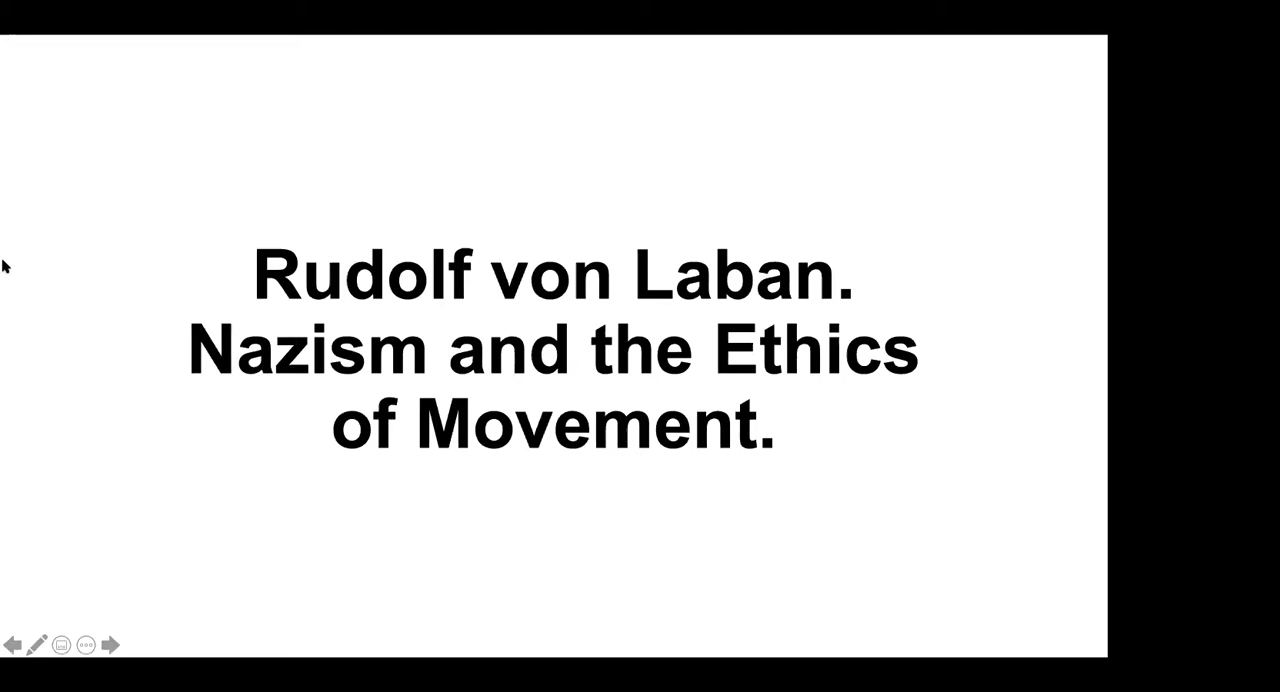 Rudolf von Laban.
Nazism and the Ethics
of Movement.